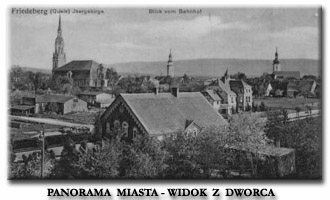 Friedeberg (Queis) Isergebirge. Blick vom Bahnhof
PANORAMA MIASTA - WIDOK Z DWORCA